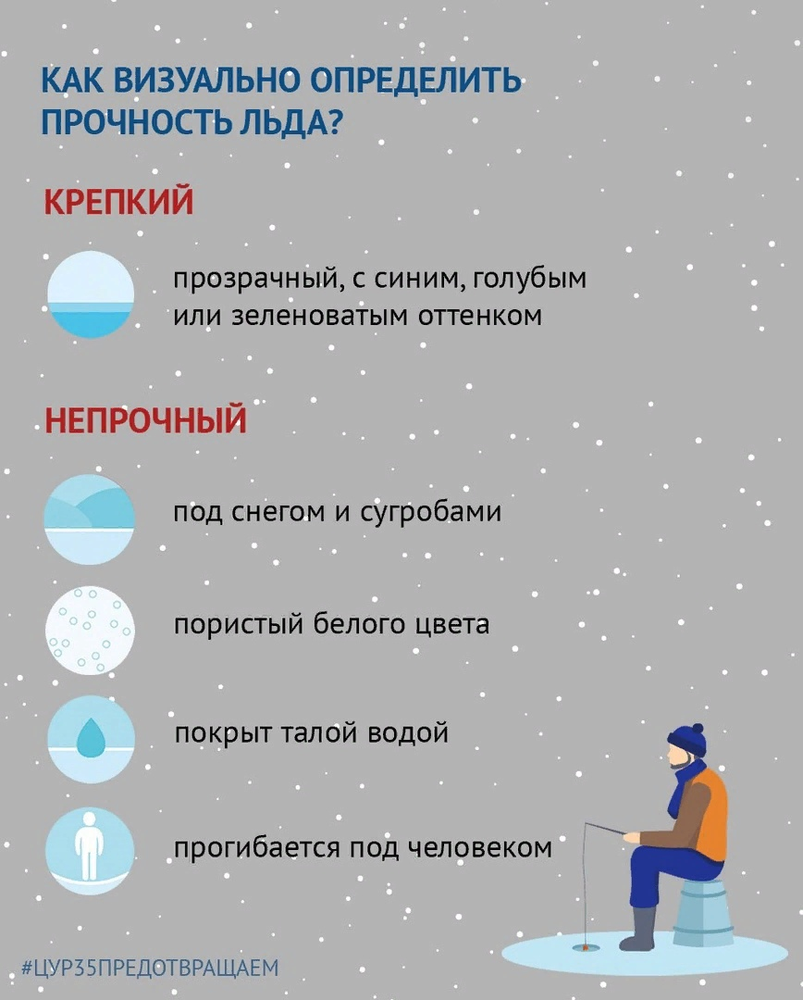 КАК ВИЗУАЛЬНО ОПРЕДЕЛИТЬ
ПРОЧНОСТЬ ЛЬДА?
КРЕПКИЙ
прозрачный, с синим, голубым
или зеленоватым оттенком
НЕПРОЧНЫЙ
под снегом и сугробами
пористый белого цвета
покрыт талой водой
прогибается под человеком
#ЦУР35ПРЕДОТВРАЩАЕМ